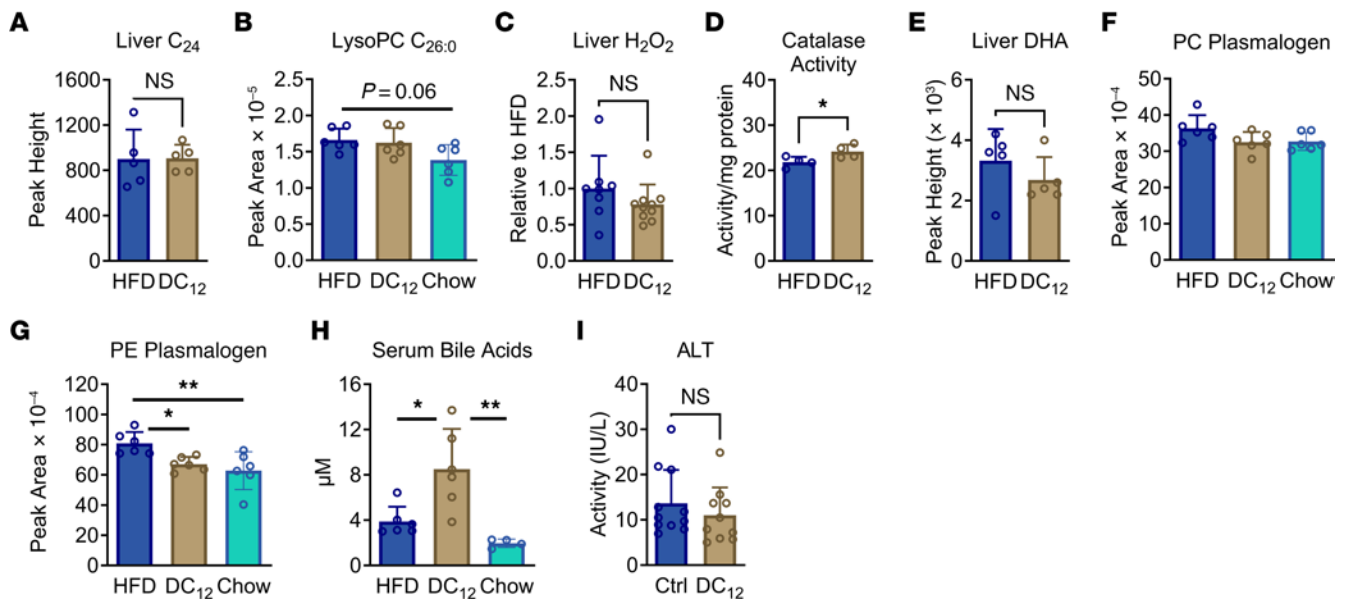 A
Liver C₂₄
Peak Height
1600
1200
800
400
0
NS
HFD DC₁₂
B
LysoPC C₂₆:₀
Peak Area × 10⁻⁵
2.5
2.0
1.5
1.0
0.5
0.0
P = 0.06
HFD DC₁₂ Chow
C
Liver H₂O₂
Relative to HFD
2.5
2.0
1.5
1.0
0.5
0.0
NS
HFD DC₁₂
D
Catalase
Activity
Activity/mg protein
40
30
20
10
0
*
HFD DC₁₂
E
Liver DHA
Peak Height (× 10³)
6
4
2
0
NS
HFD DC₁₂
F
PC Plasmalogen
Peak Area × 10⁻⁴
50
40
30
20
10
0
HFD DC₁₂ Chow
G
PE Plasmalogen
Peak Area × 10⁻⁴
120
100
80
60
40
20
0
**
*
HFD DC₁₂ Chow
H
Serum Bile Acids
μM
16
12
8
4
0
*
**
HFD DC₁₂ Chow
I
ALT
Activity (IU/L)
40
30
20
10
0
NS
Ctrl DC₁₂